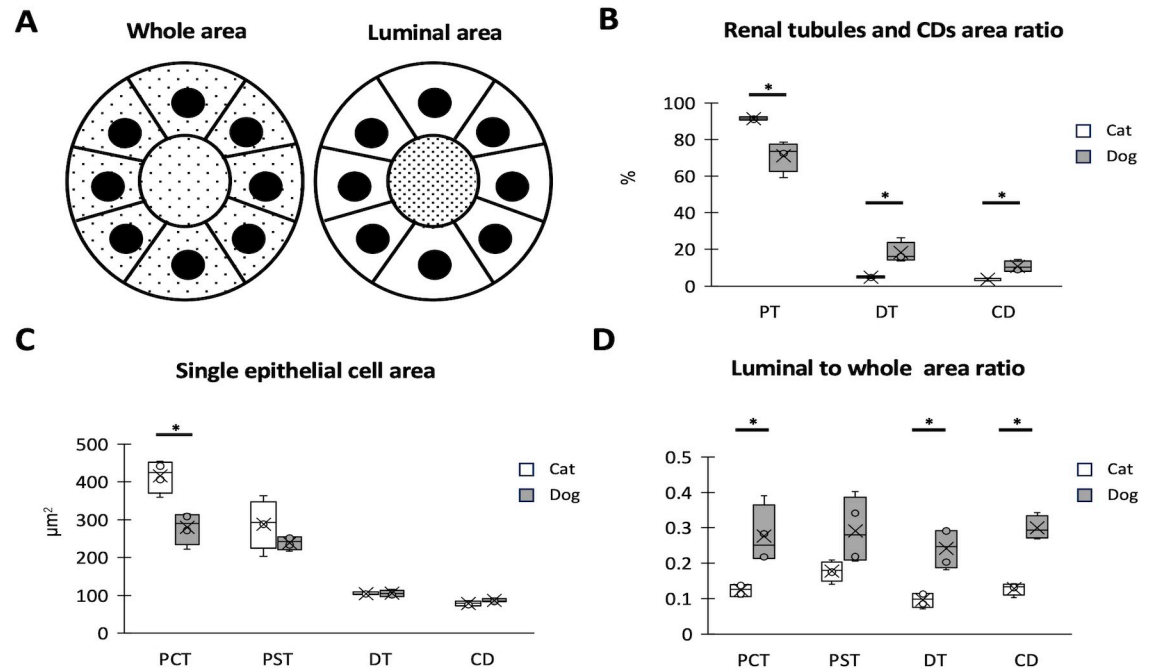 A
Whole area
Luminal area
B
Renal tubules and CDs area ratio
*
*
*
100
80
60
40
20
0
%
PT
DT
CD
Cat
Dog
C
Single epithelial cell area
*
500
400
300
200
100
0
µm²
PCT
PST
DT
CD
Cat
Dog
D
Luminal to whole area ratio
*
*
*
0.5
0.4
0.3
0.2
0.1
0
PCT
PST
DT
CD
Cat
Dog